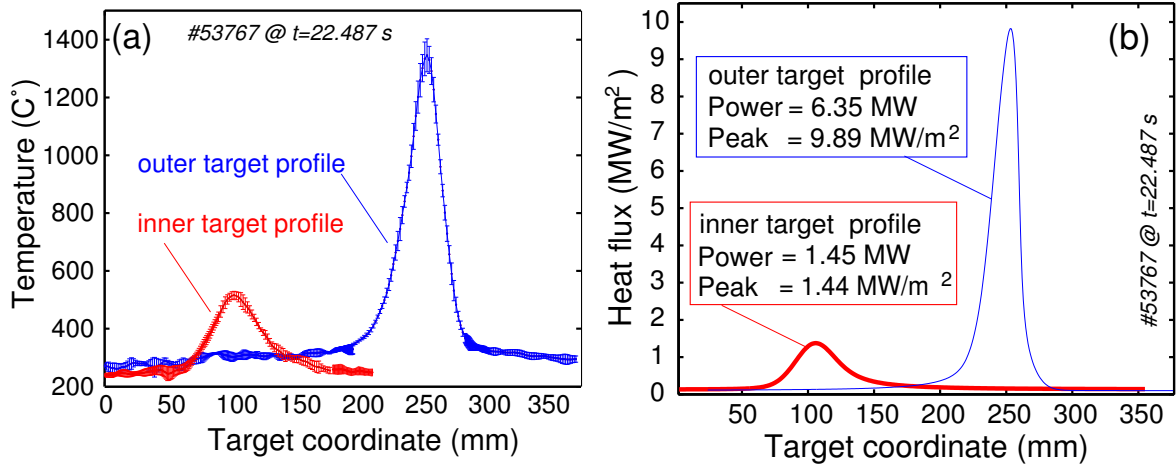 (a)
#53767 @ t=22.487 s
outer target profile
inner target profile
Temperature (C°)
1400
1200
1000
800
600
400
200
0
50
100
150
200
250
300
350
Target coordinate (mm)
(b)
outer target profile
Power = 6.35 MW
Peak = 9.89 MW/m²
inner target profile
Power = 1.45 MW
Peak = 1.44 MW/m ²
#53767 @ t=22.487 s
Heat flux (MW/m²)
10
9
8
7
6
5
4
3
2
1
0
50
100
150
200
250
300
350
Target coordinate (mm)